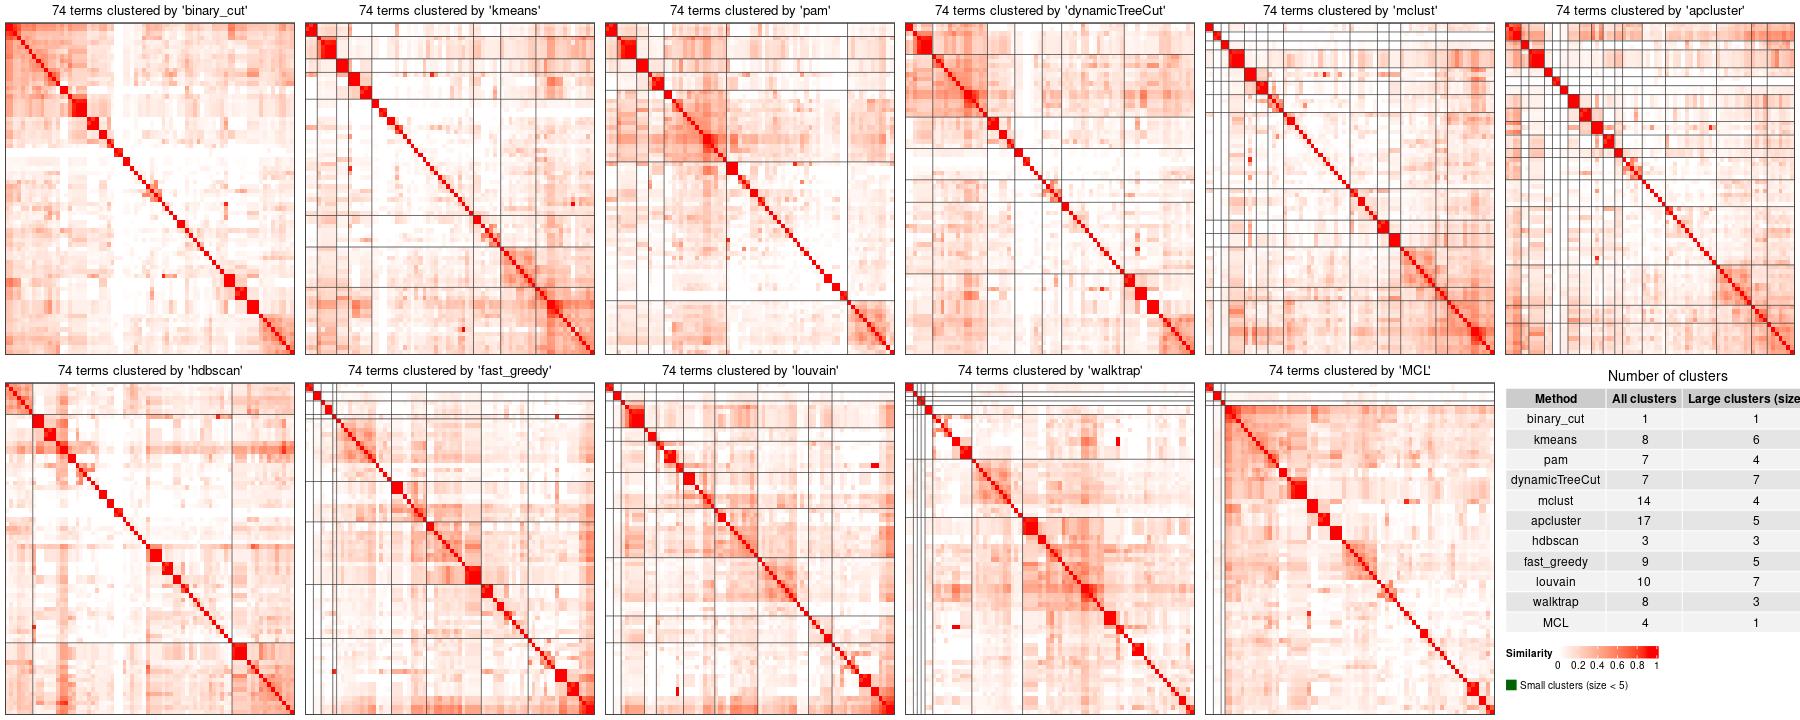 74 terms clustered by 'binary_cut'
74 terms clustered by 'kmeans'
74 terms clustered by 'pam'
74 terms clustered by 'dynamicTreeCut'
74 terms clustered by 'mclust'
74 terms clustered by 'apcluster'
74 terms clustered by 'hdbscan'
74 terms clustered by 'fast_greedy'
74 terms clustered by 'louvain'
74 terms clustered by 'walktrap'
74 terms clustered by 'MCL'
Number of clusters
Method All clusters Large clusters (size
binary_cut 1 1
kmeans 8 6
pam 7 4
dynamicTreeCut 7 7
mclust 14 4
apcluster 17 5
hdbscan 3 3
fast_greedy 9 5
louvain 10 7
walktrap 8 3
MCL 4 1
Similarity
0 0.2 0.4 0.6 0.8 1
Small clusters (size < 5)